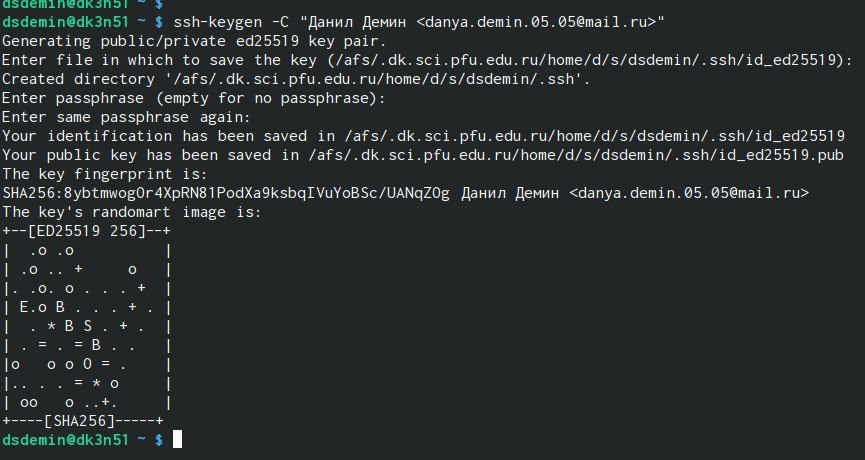 dsdemin@dk3n51 ~ $
dsdemin@dk3n51 ~ $ ssh-keygen -C "Данил Демин <danya.demin.05.05@mail.ru>"
Generating public/private ed25519 key pair.
Enter file in which to save the key (/afs/.dk.sci.pfu.edu.ru/home/d/s/dsdemin/.ssh/id_ed25519):
Created directory '/afs/.dk.sci.pfu.edu.ru/home/d/s/dsdemin/.ssh'.
Enter passphrase (empty for no passphrase):
Enter same passphrase again:
Your identification has been saved in /afs/.dk.sci.pfu.edu.ru/home/d/s/dsdemin/.ssh/id_ed25519
Your public key has been saved in /afs/.dk.sci.pfu.edu.ru/home/d/s/dsdemin/.ssh/id_ed25519.pub
The key fingerprint is:
SHA256:8ybtmwogOr4XpRN81PodXa9ksbqIVuYoBSc/UANqZOg Данил Демин <danya.demin.05.05@mail.ru>
The key's randomart image is:
+--[ED25519 256]--+
|  .o .o          |
| .o .. +     o   |
|. .o. o . . . +  |
| E.o B . . . + . |
|  . * B S . + .  |
| . = . = B . .   |
|o   o o O = .    |
|.. . . = * o     |
| oo   o ..+.     |
+----[SHA256]-----+
dsdemin@dk3n51 ~ $